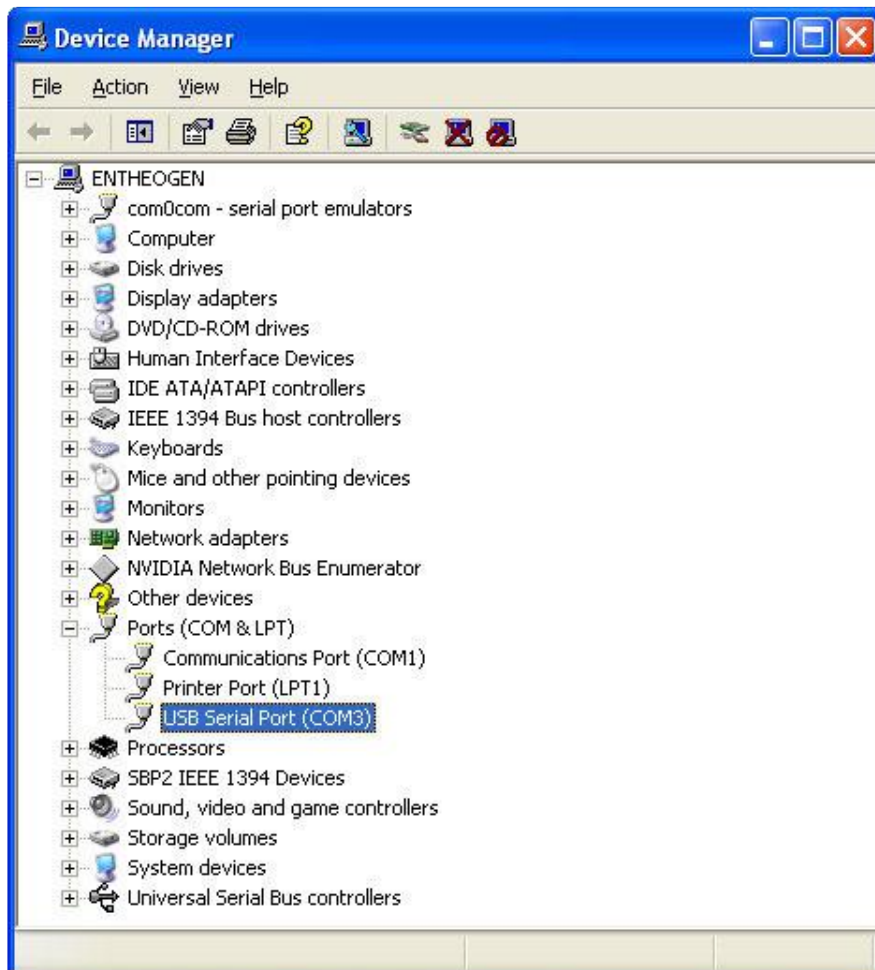 Device Manager
File Action View Help
ENTHEOGEN
com0com - serial port emulators
Computer
Disk drives
Display adapters
DVD/CD-ROM drives
Human Interface Devices
IDE ATA/ATAPI controllers
IEEE 1394 Bus host controllers
Keyboards
Mice and other pointing devices
Monitors
Network adapters
NVIDIA Network Bus Enumerator
Other devices
Ports (COM & LPT)
Communications Port (COM1)
Printer Port (LPT1)
USB Serial Port (COM3)
Processors
SBP2 IEEE 1394 Devices
Sound, video and game controllers
Storage volumes
System devices
Universal Serial Bus controllers